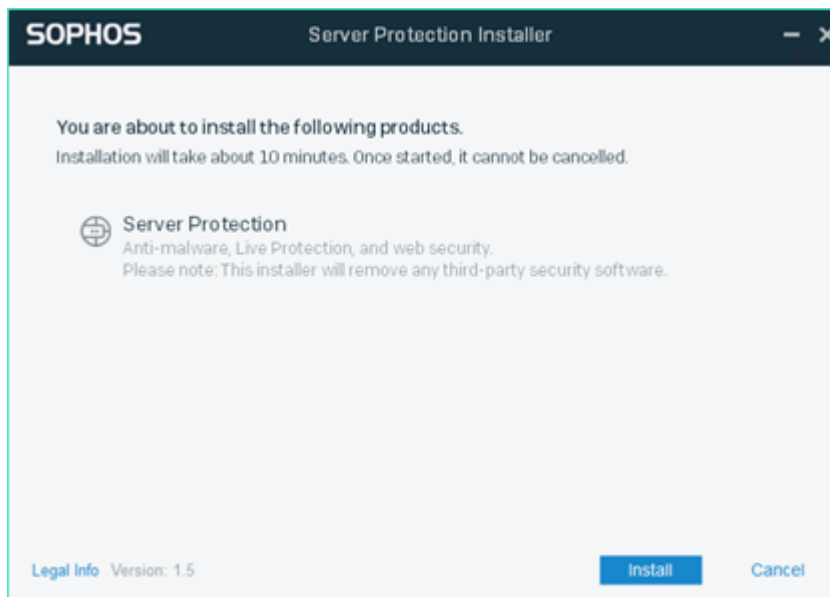 SOPHOS
Server Protection Installer
You are about to install the following products.
Installation will take about 10 minutes. Once started, it cannot be cancelled.
Server Protection
Anti-malware, Live Protection, and web security.
Please note: This installer will remove any third-party security software.
Legal Info Version: 1.5
Install
Cancel